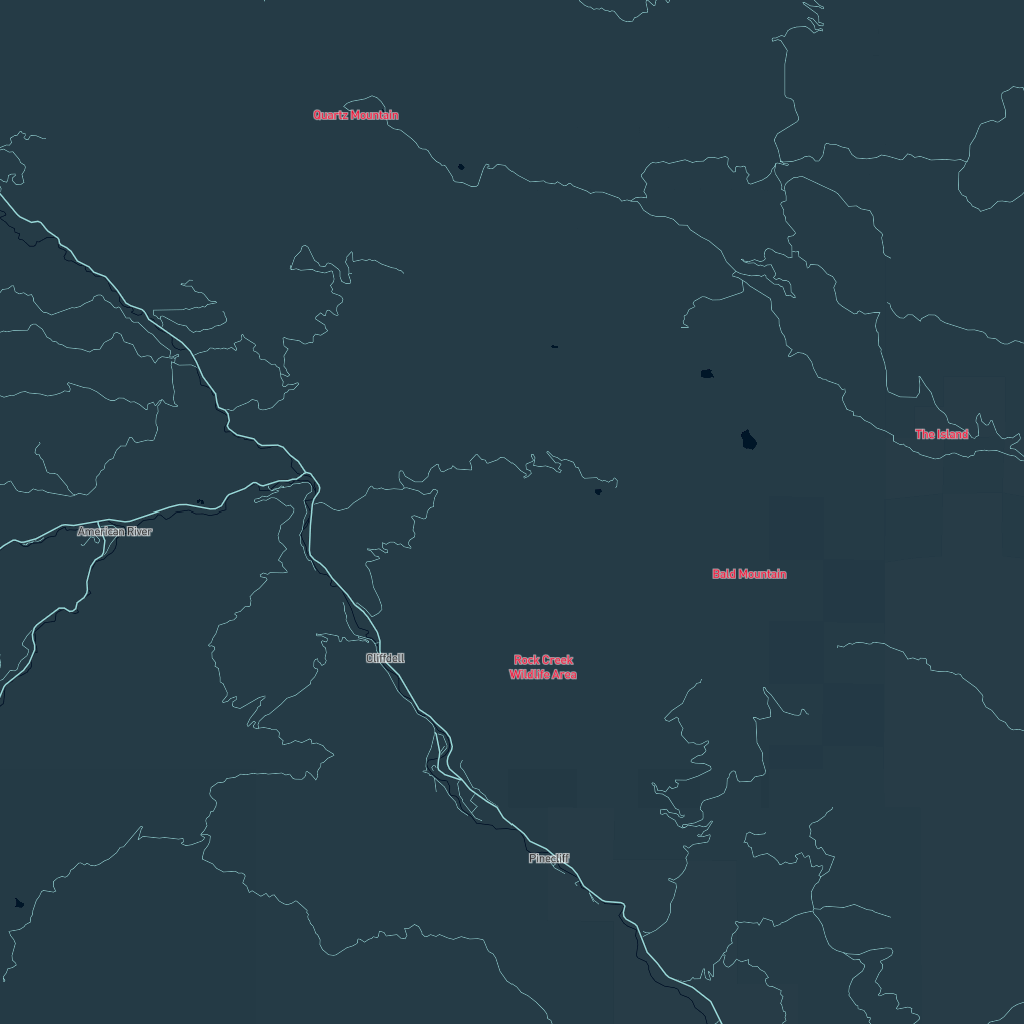 Quartz Mountain
The Island
American River
Bald Mountain
Cliffdell
Rock Creek
Wildlife Area
Pinecliff